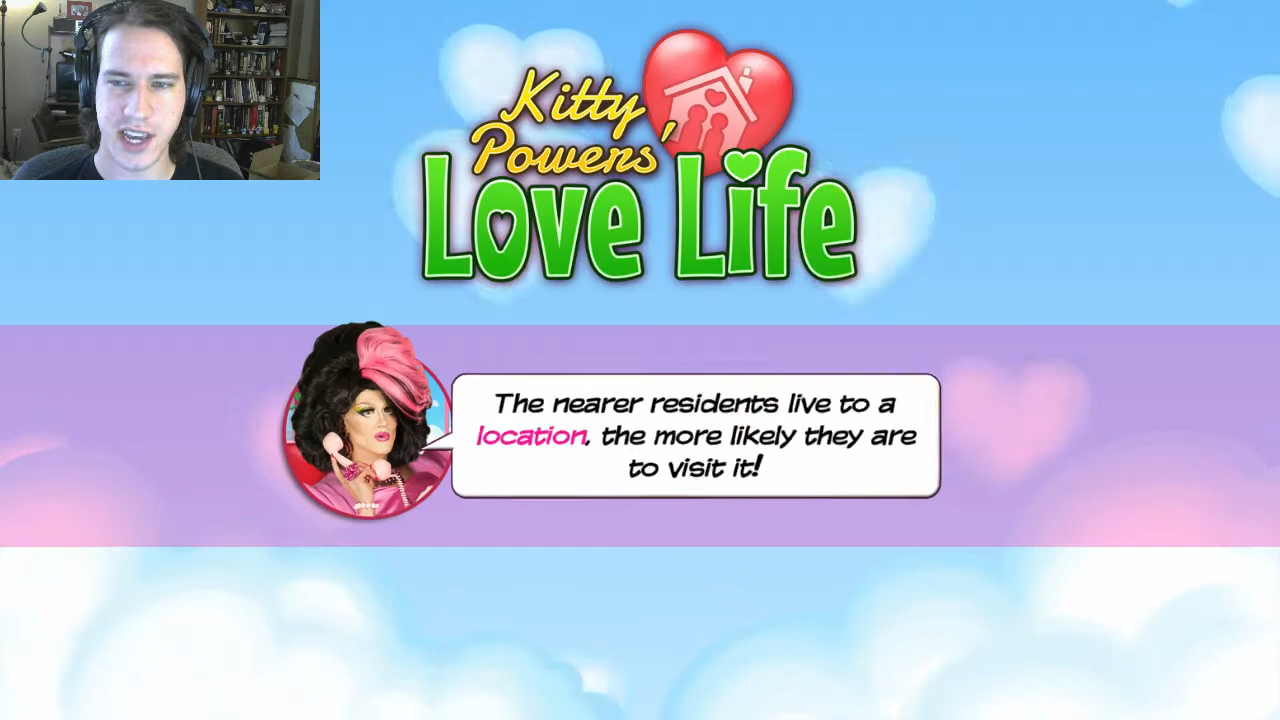 Kitty
Powers'
Love Life
The nearer residents live to a
location, the more likely they are
to visit it!